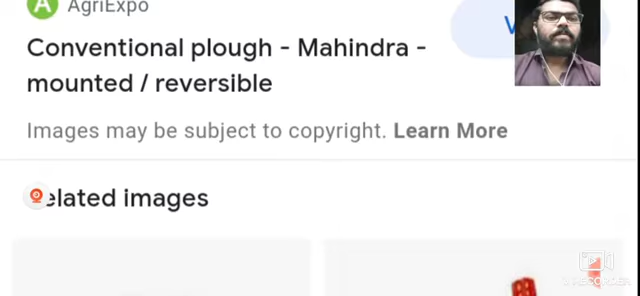 A AgriExpo
Conventional plough - Mahindra -
mounted / reversible
Images may be subject to copyright. Learn More
elated images